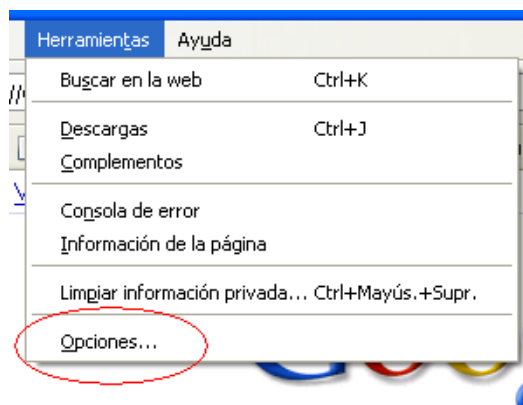 Herramientas Ayuda
Buscar en la web Ctrl+K
Descargas Ctrl+J
Complementos
Consola de error
Información de la página
Limpiar información privada... Ctrl+Mayús.+Supr.
Opciones...